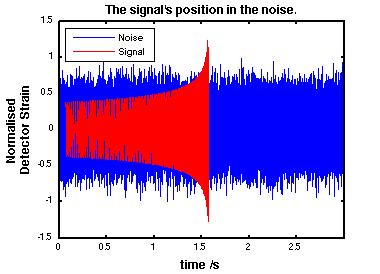 The signal's position in the noise.
1.5
Noise
Signal
1
0.5
0
-0.5
-1
-1.5
Normalised
Detector Strain
0 0.5 1 1.5 2 2.5
time /s